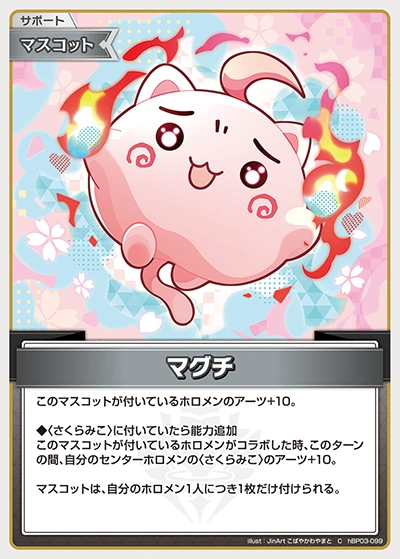 サポート
マスコット
マグチ
このマスコットが付いているホロメンのアーツ+10。
◆〈さくらみこ〉に付いていたら能力追加
このマスコットが付いているホロメンがコラボした時、このターン
の間、自分のセンターホロメンの〈さくらみこ〉のアーツ+10。
マスコットは、自分のホロメン1人につき1枚だけ付けられる。
illust：JinArt こばやかわやまと C hBP03-099